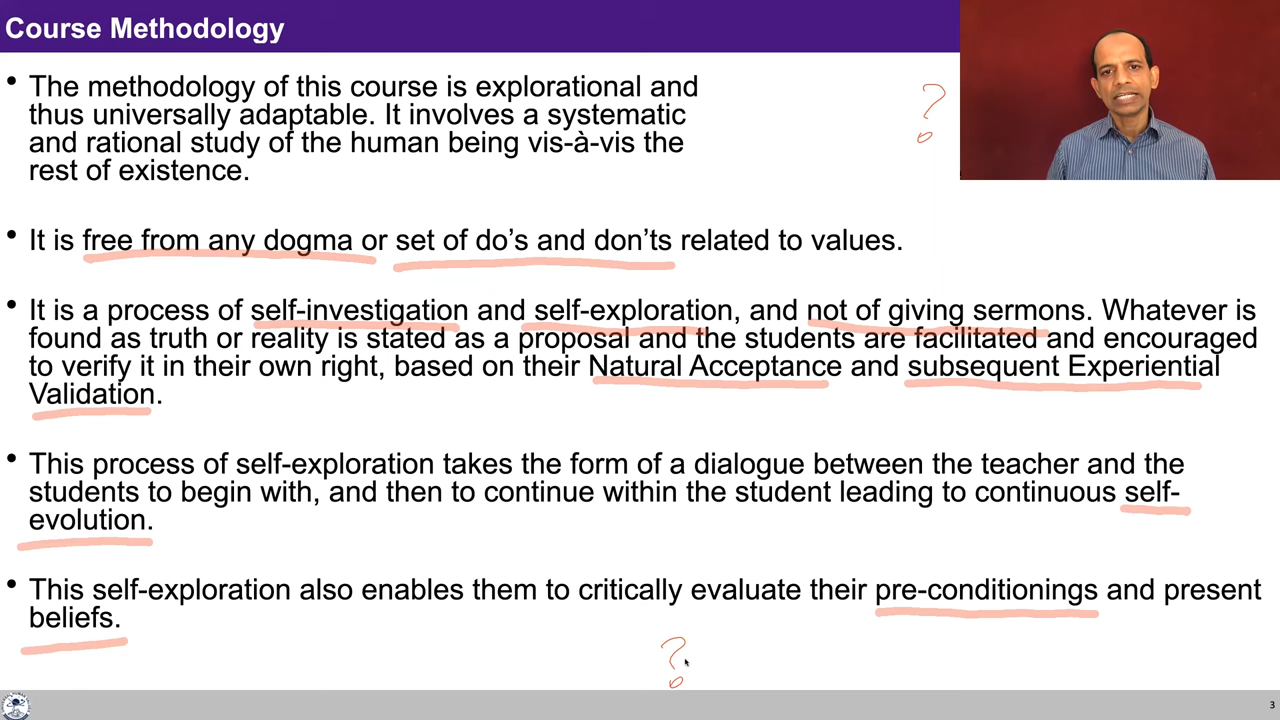 Course Methodology
• The methodology of this course is explorational and
thus universally adaptable. It involves a systematic
and rational study of the human being vis-à-vis the
rest of existence.
?
• It is free from any dogma or set of do's and don'ts related to values.
• It is a process of self-investigation and self-exploration, and not of giving sermons. Whatever is
found as truth or reality is stated as a proposal and the students are facilitated and encouraged
to verify it in their own right, based on their Natural Acceptance and subsequent Experiential
Validation.
• This process of self-exploration takes the form of a dialogue between the teacher and the
students to begin with, and then to continue within the student leading to continuous self-
evolution.
• This self-exploration also enables them to critically evaluate their pre-conditionings and present
beliefs.
?
3